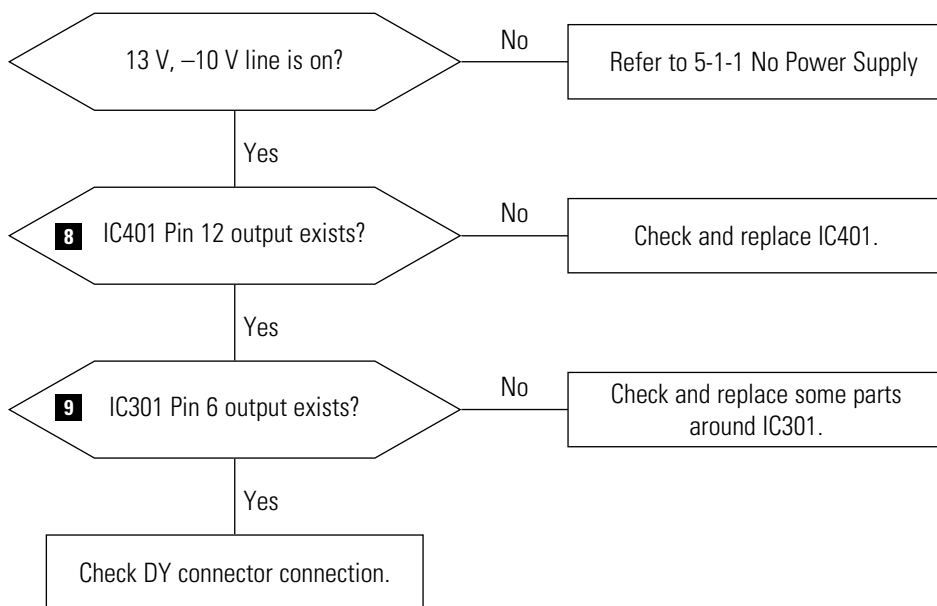 13 V, –10 V line is on?
No
Refer to 5-1-1 No Power Supply
Yes
8 IC401 Pin 12 output exists?
No
Check and replace IC401.
Yes
9 IC301 Pin 6 output exists?
No
Check and replace some parts
around IC301.
Yes
Check DY connector connection.